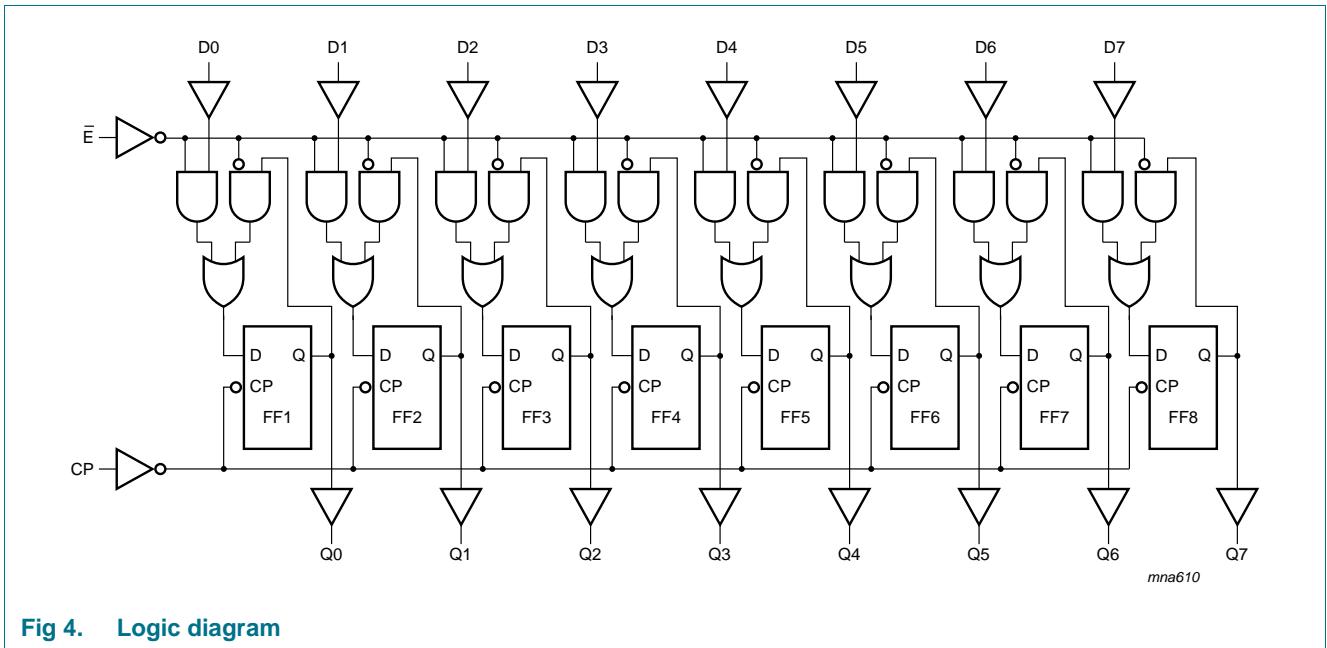 D0 D1 D2 D3 D4 D5 D6 D7
E̅
D Q D Q D Q D Q D Q D Q D Q D Q
CP CP CP CP CP CP CP CP
FF1 FF2 FF3 FF4 FF5 FF6 FF7 FF8
CP
Q0 Q1 Q2 Q3 Q4 Q5 Q6 Q7
mna610
Fig 4. Logic diagram